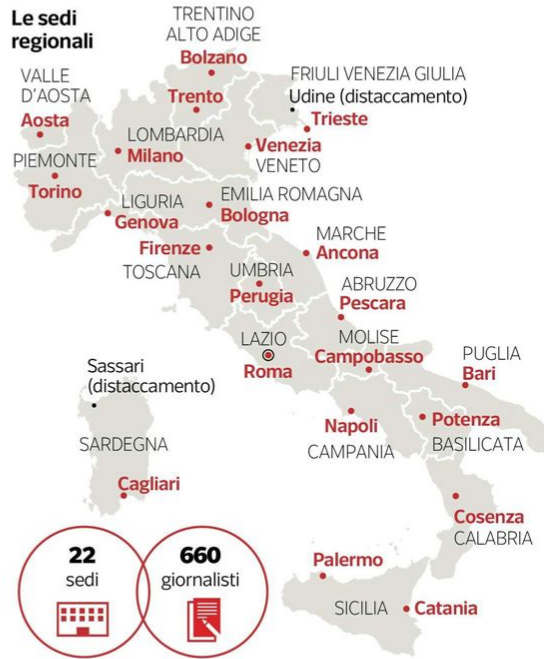 Le sedi
regionali
TRENTINO
ALTO ADIGE
Bolzano
Trento
VALLE
D'AOSTA
Aosta
FRIULI VENEZIA GIULIA
Udine (distaccamento)
Trieste
LOMBARDIA
Milano
Venezia
VENETO
PIEMONTE
Torino
LIGURIA
Genova
EMILIA ROMAGNA
Bologna
Firenze
TOSCANA
MARCHE
Ancona
UMBRIA
Perugia
ABRUZZO
Pescara
LAZIO
Roma
MOLISE
Campobasso
PUGLIA
Bari
Sassari
(distaccamento)
SARDEGNA
Cagliari
Napoli
CAMPANIA
Potenza
BASILICATA
Cosenza
CALABRIA
Palermo
SICILIA
Catania
22
sedi
660
giornalisti